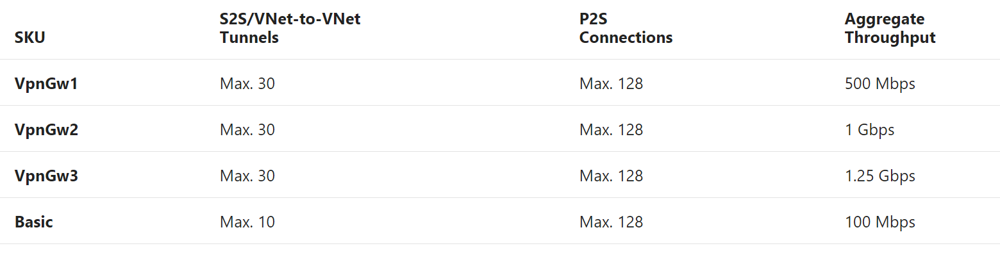 SKU
S2S/VNet-to-VNet
Tunnels
P2S
Connections
Aggregate
Throughput
VpnGw1 Max. 30 Max. 128 500 Mbps
VpnGw2 Max. 30 Max. 128 1 Gbps
VpnGw3 Max. 30 Max. 128 1.25 Gbps
Basic Max. 10 Max. 128 100 Mbps